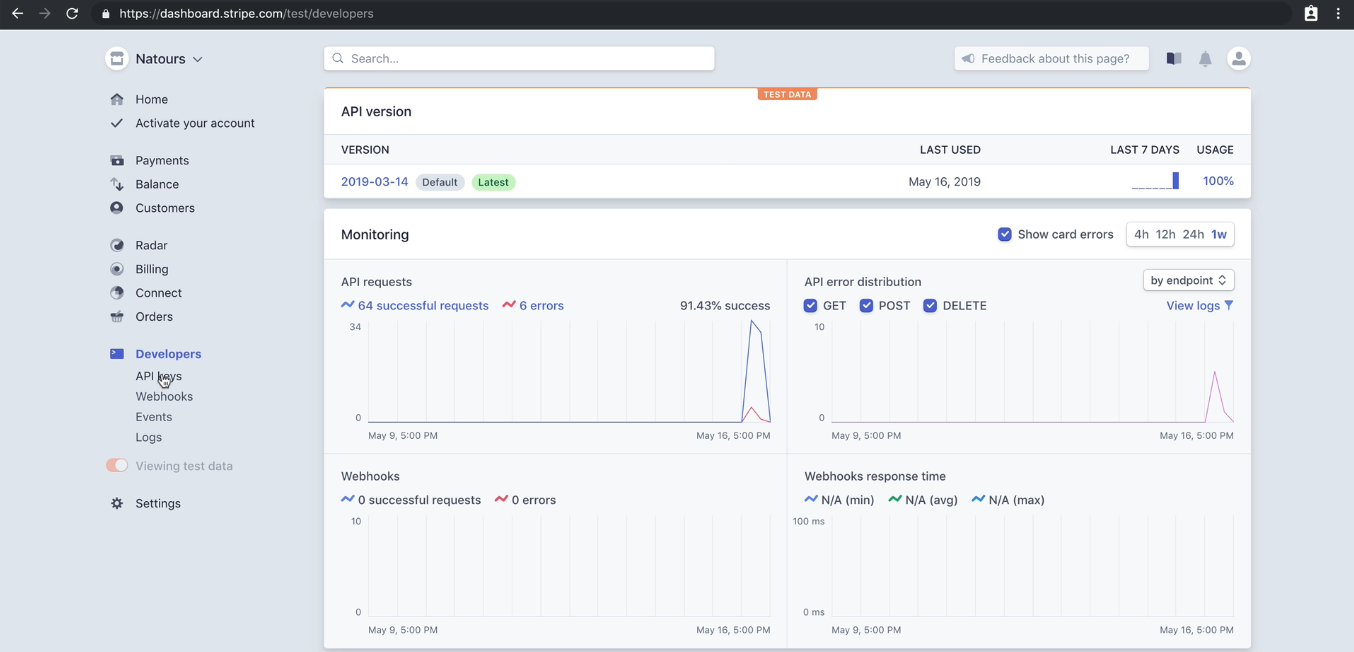 https://dashboard.stripe.com/test/developers
Natours
Search...
Feedback about this page?
Home
Activate your account
Payments
Balance
Customers
Radar
Billing
Connect
Orders
Developers
API keys
Webhooks
Events
Logs
Viewing test data
Settings
TEST DATA
API version
VERSION LAST USED LAST 7 DAYS USAGE
2019-03-14 Default Latest May 16, 2019 100%
Monitoring
Show card errors 4h 12h 24h 1w
API requests
64 successful requests 6 errors 91.43% success
34
0
May 9, 5:00 PM May 16, 5:00 PM
API error distribution by endpoint
GET POST DELETE View logs
10
0
May 9, 5:00 PM May 16, 5:00 PM
Webhooks
0 successful requests 0 errors
10
0
May 9, 5:00 PM May 16, 5:00 PM
Webhooks response time
N/A (min) N/A (avg) N/A (max)
100 ms
0 ms
May 9, 5:00 PM May 16, 5:00 PM